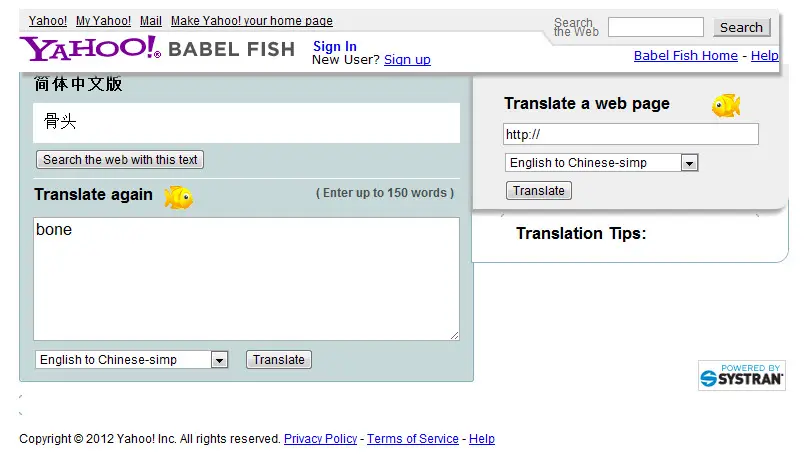 Yahoo! My Yahoo! Mail Make Yahoo! your home page
Search the Web
Search
YAHOO!® BABEL FISH
Sign In
New User? Sign up
Babel Fish Home - Help
简体中文版
骨头
Search the web with this text
Translate again
( Enter up to 150 words )
bone
English to Chinese-simp
Translate
Translate a web page
http://
English to Chinese-simp
Translate
Translation Tips:
POWERED BY
SYSTRAN
Copyright © 2012 Yahoo! Inc. All rights reserved. Privacy Policy - Terms of Service - Help